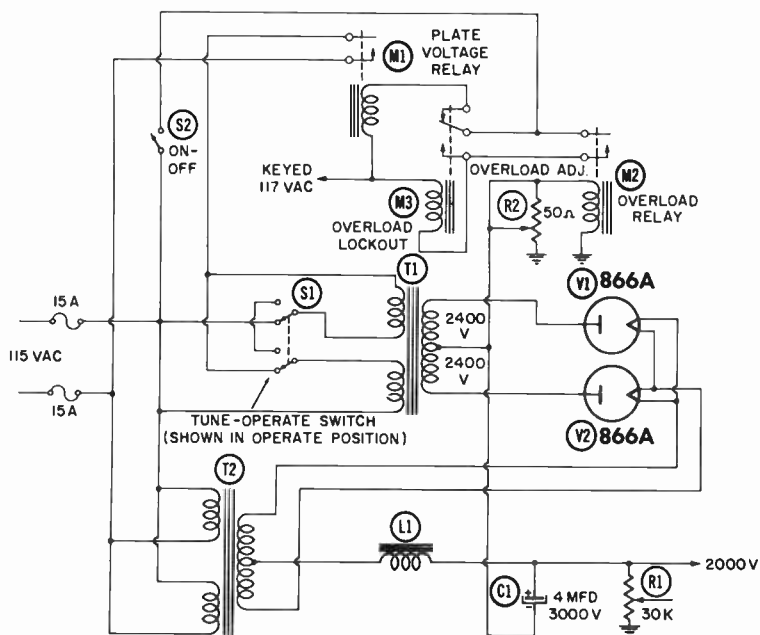 PLATE
VOLTAGE
RELAY
M1
S2
ON-
OFF
KEYED
117 VAC
M3
OVERLOAD
LOCKOUT
OVERLOAD ADJ.
R2
50Ω
M2
OVERLOAD
RELAY
T1
S1
V1 866A
15 A
115 VAC
15A
2400
V
2400
V
TUNE-OPERATE SWITCH
(SHOWN IN OPERATE POSITION)
V2 866A
T2
L1
2000 V
C1
+
-
4 MFD
3000 V
R1
30K